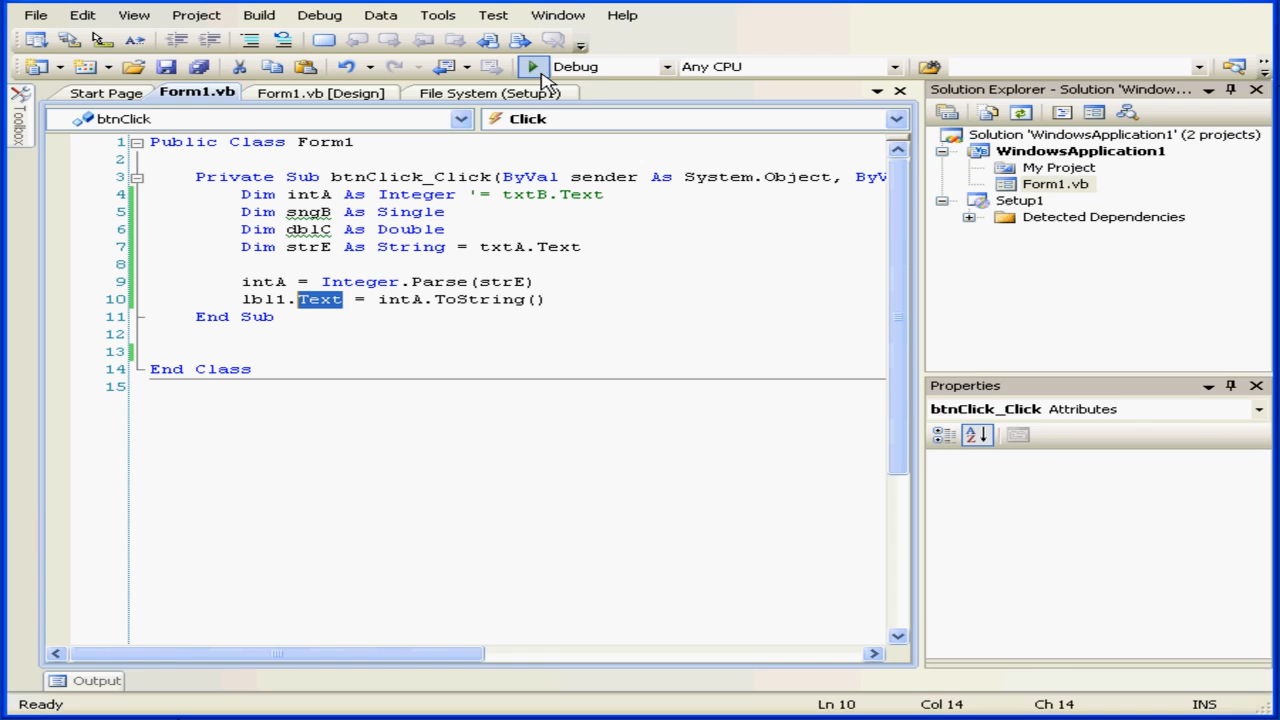 File Edit View Project Build Debug Data Tools Test Window Help
Debug Any CPU
Toolbox
Start Page Form1.vb Form1.vb [Design] File System (Setup1)
btnClick Click
1 Public Class Form1
2
3 Private Sub btnClick_Click(ByVal sender As System.Object, ByV
4 Dim intA As Integer '= txtB.Text
5 Dim sngB As Single
6 Dim dblC As Double
7 Dim strE As String = txtA.Text
8
9 intA = Integer.Parse(strE)
10 lbl1.Text = intA.ToString()
11 End Sub
12
13
14 End Class
15
Solution Explorer - Solution 'Window...
Solution 'WindowsApplication1' (2 projects)
WindowsApplication1
My Project
Form1.vb
Setup1
Detected Dependencies
Properties
btnClick_Click Attributes
Output
Ready Ln 10 Col 14 Ch 14 INS